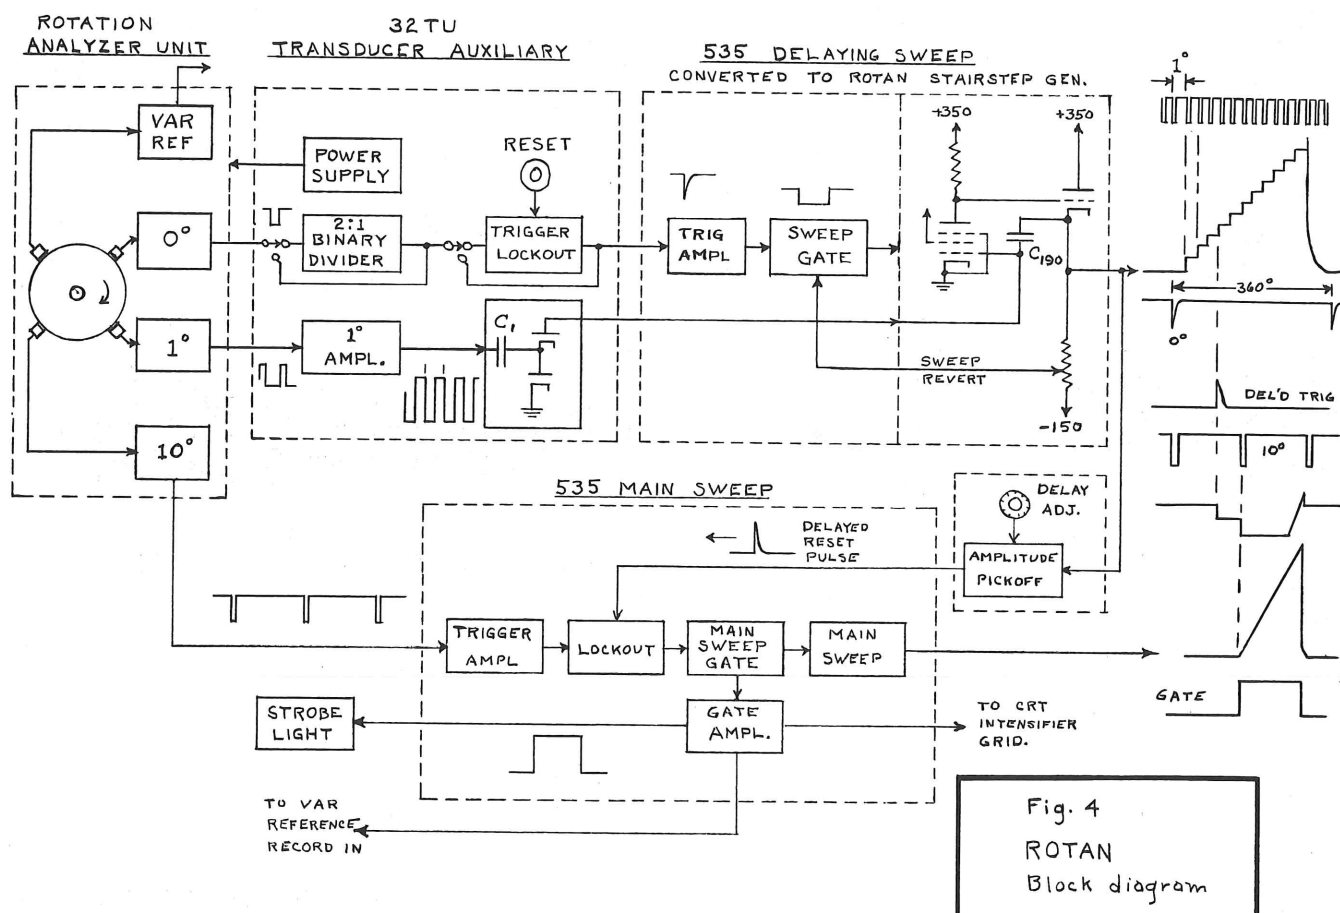 ROTATION
ANALYZER UNIT
32TU
TRANSDUCER AUXILIARY
535 DELAYING SWEEP
CONVERTED TO ROTAN STAIRSTEP GEN.
1°
VAR
REF
POWER
SUPPLY
RESET
+350
+350
0°
2:1
BINARY
DIVIDER
TRIGGER
LOCKOUT
TRIG
AMPL
SWEEP
GATE
C190
360°
0°
1°
1°
AMPL.
C1
SWEEP
REVERT
DEL'D TRIG
-150
10°
10°
535 MAIN SWEEP
DELAY
ADJ.
DELAYED
RESET
PULSE
AMPLITUDE
PICKOFF
TRIGGER
AMPL
LOCKOUT
MAIN
SWEEP
GATE
MAIN
SWEEP
GATE
STROBE
LIGHT
GATE
AMPL.
TO CRT
INTENSIFIER
GRID.
TO VAR
REFERENCE
RECORD IN
Fig. 4
ROTAN
Block diagram